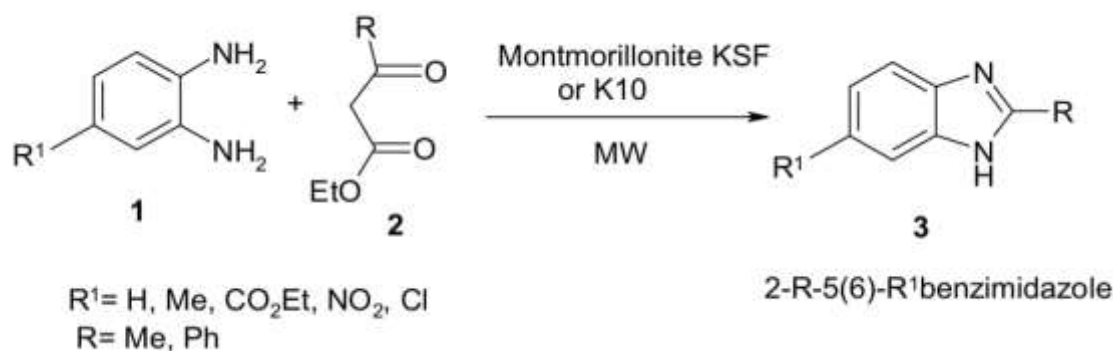 R
NH₂
NH₂
R¹
1
+
O
O
EtO
2
Montmorillonite KSF
or K10
MW
N
R
N
H
R¹
3
R¹= H, Me, CO₂Et, NO₂, Cl
R= Me, Ph
2-R-5(6)-R¹benzimidazole